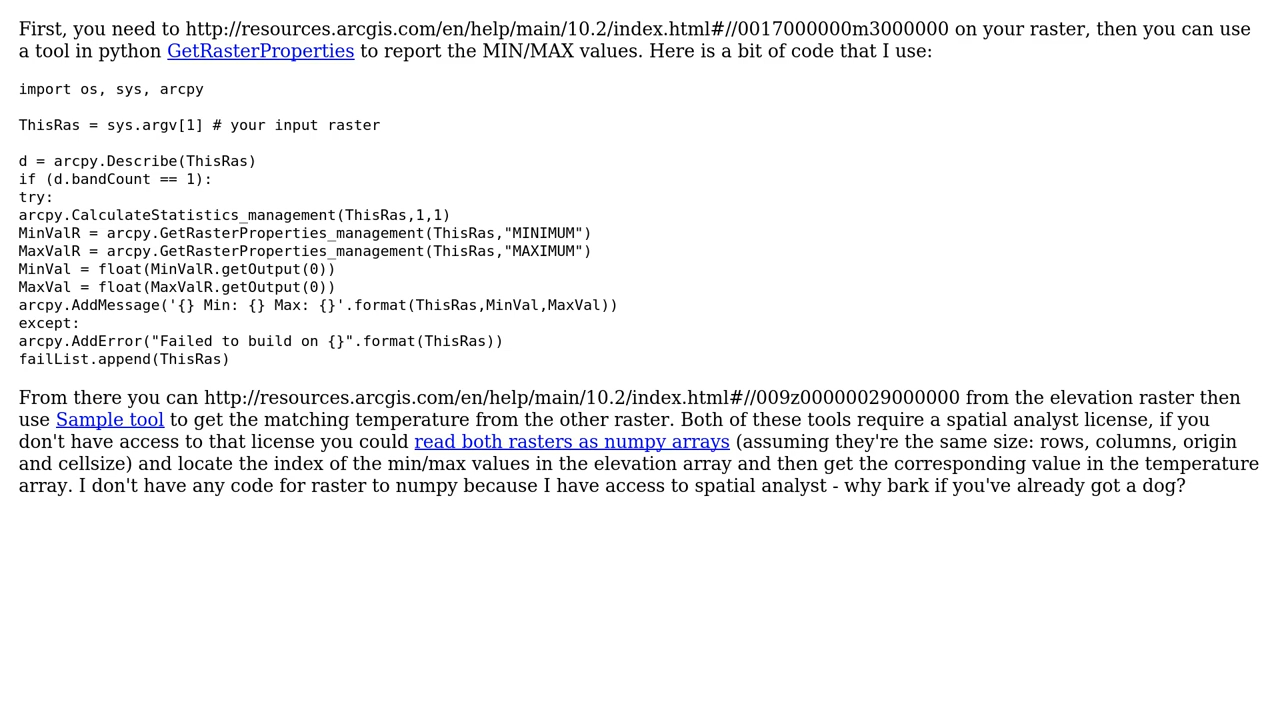 First, you need to http://resources.arcgis.com/en/help/main/10.2/index.html#//0017000000m3000000 on your raster, then you can use
a tool in python GetRasterProperties to report the MIN/MAX values. Here is a bit of code that I use:
import os, sys, arcpy
ThisRas = sys.argv[1] # your input raster
d = arcpy.Describe(ThisRas)
if (d.bandCount == 1):
try:
arcpy.CalculateStatistics_management(ThisRas,1,1)
MinValR = arcpy.GetRasterProperties_management(ThisRas,"MINIMUM")
MaxValR = arcpy.GetRasterProperties_management(ThisRas,"MAXIMUM")
MinVal = float(MinValR.getOutput(0))
MaxVal = float(MaxValR.getOutput(0))
arcpy.AddMessage('{} Min: {} Max: {}'.format(ThisRas,MinVal,MaxVal))
except:
arcpy.AddError("Failed to build on {}".format(ThisRas))
failList.append(ThisRas)
From there you can http://resources.arcgis.com/en/help/main/10.2/index.html#//009z00000029000000 from the elevation raster then
use Sample tool to get the matching temperature from the other raster. Both of these tools require a spatial analyst license, if you
don't have access to that license you could read both rasters as numpy arrays (assuming they're the same size: rows, columns, origin
and cellsize) and locate the index of the min/max values in the elevation array and then get the corresponding value in the temperature
array. I don't have any code for raster to numpy because I have access to spatial analyst - why bark if you've already got a dog?